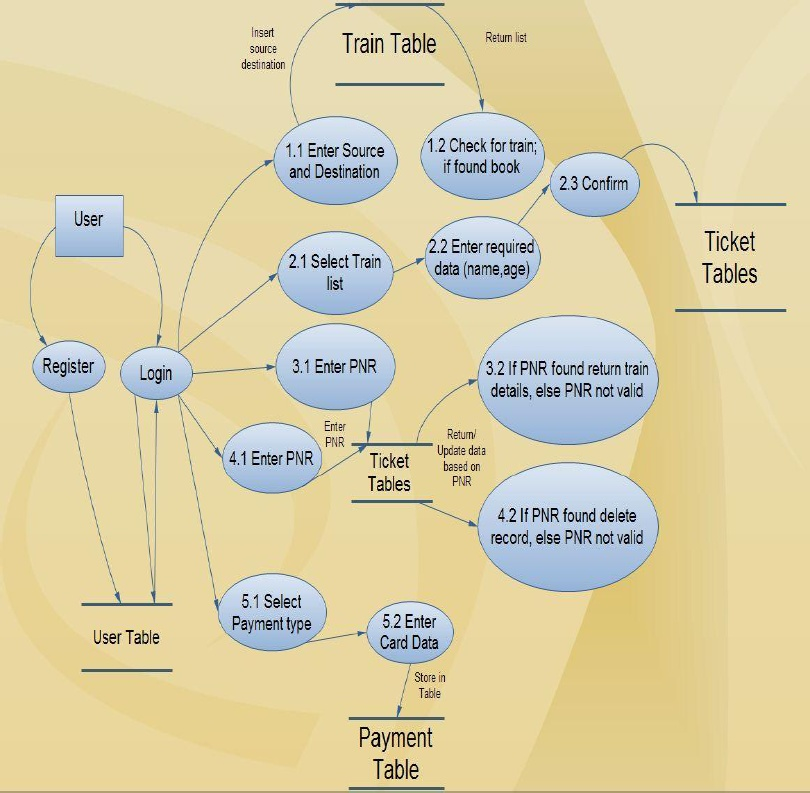 Insert
source
destination
Train Table
Return list
1.1 Enter Source
and Destination
1.2 Check for train;
if found book
2.3 Confirm
User
2.1 Select Train
list
2.2 Enter required
data (name,age)
Ticket
Tables
Register
Login
3.1 Enter PNR
3.2 If PNR found return train
details, else PNR not valid
Enter
PNR
4.1 Enter PNR
Ticket
Tables
Return/
Update data
based on
PNR
4.2 If PNR found delete
record, else PNR not valid
5.1 Select
Payment type
5.2 Enter
Card Data
User Table
Store in
Table
Payment
Table